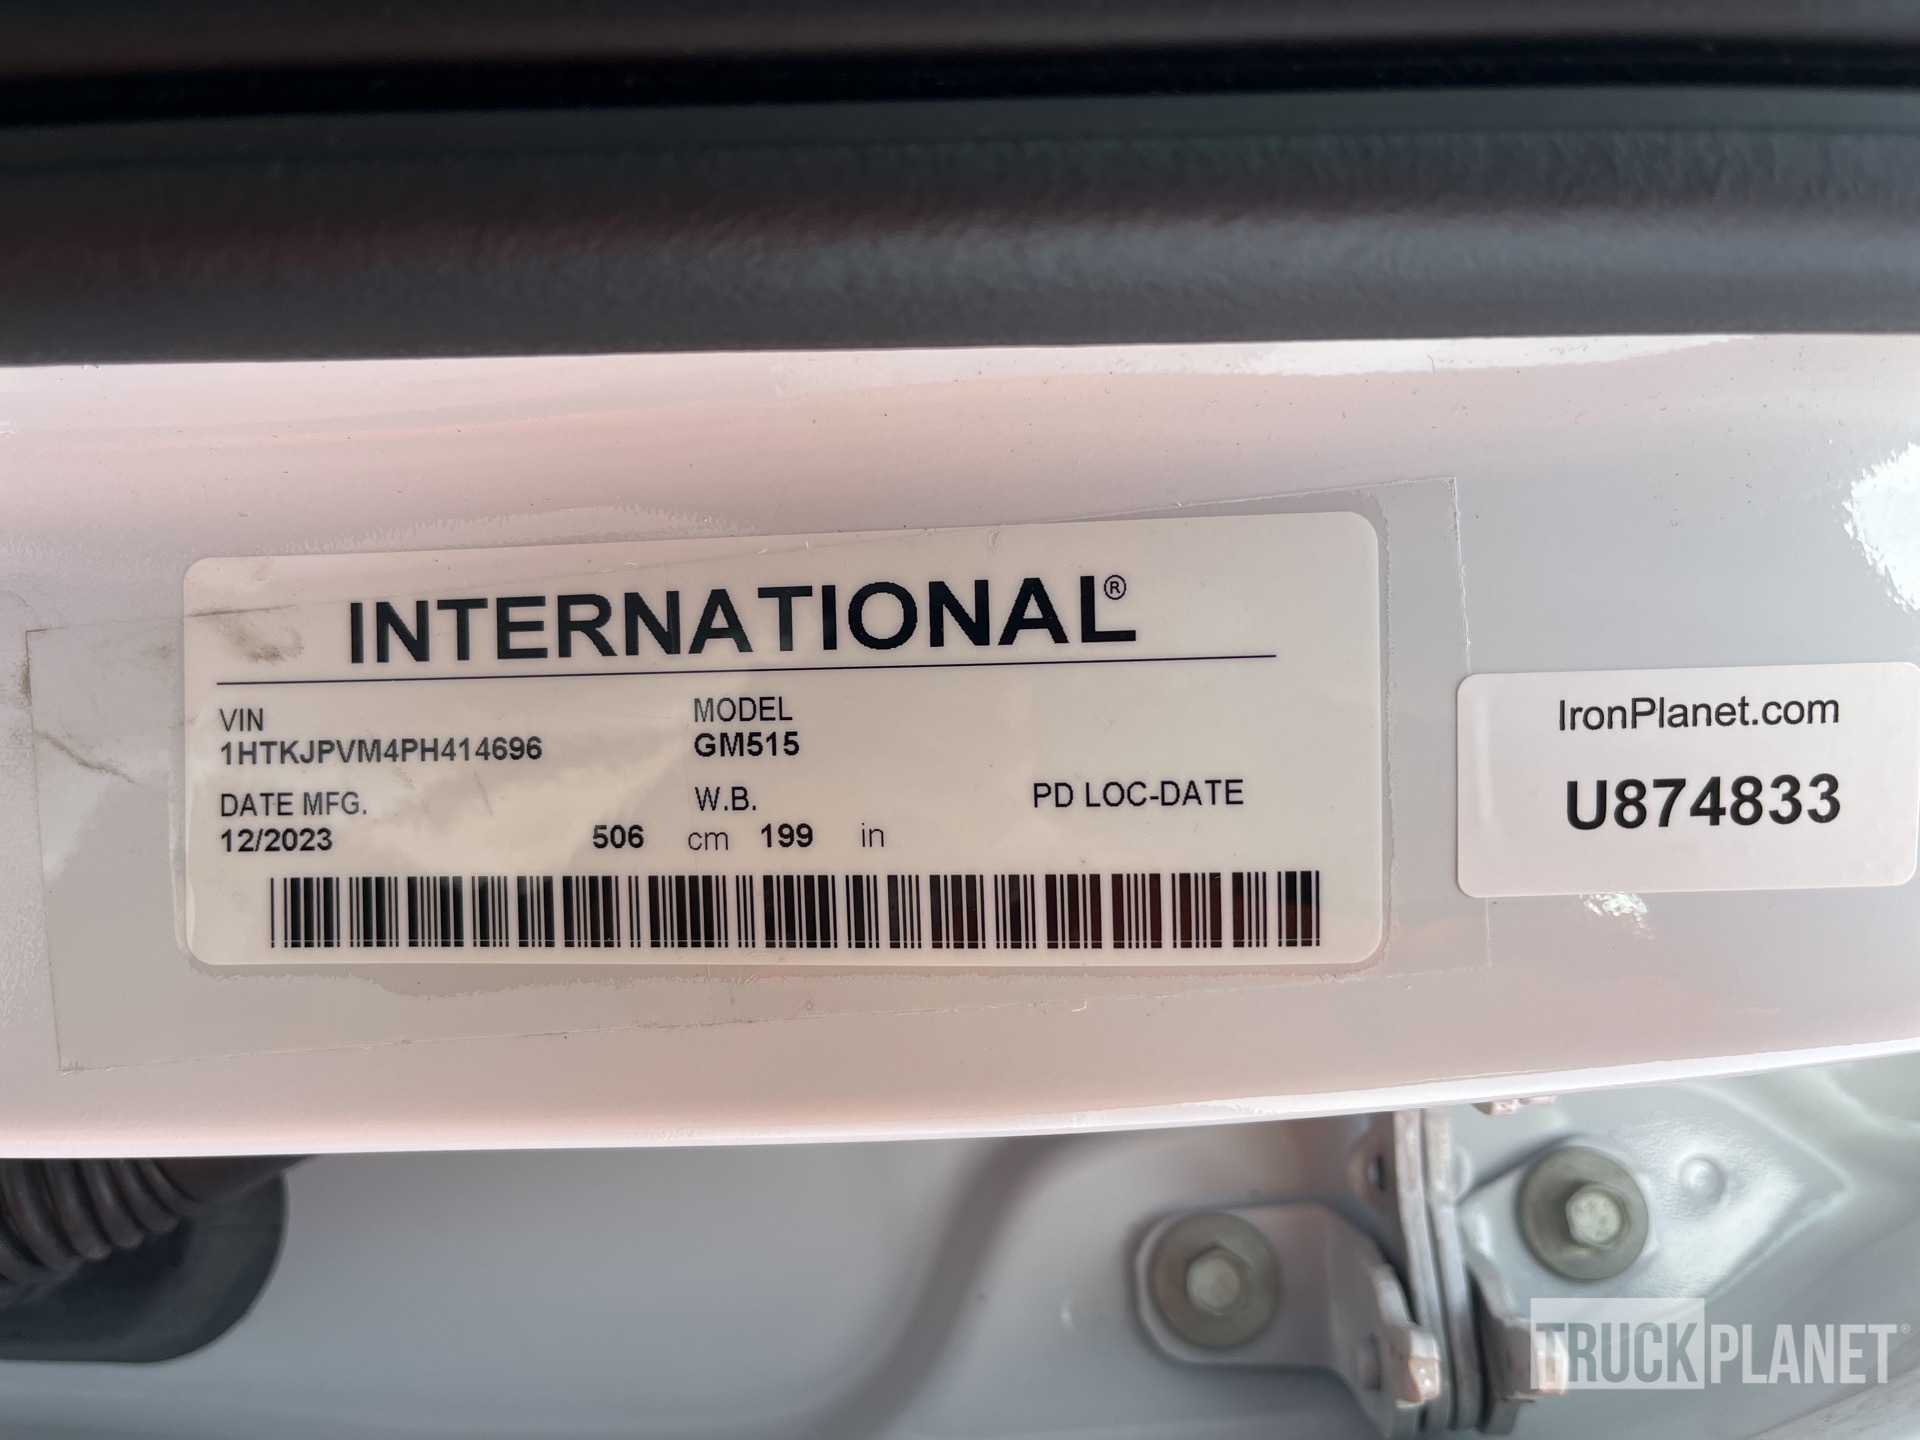 INTERNATIONAL®
VIN
1HTKJPVM4PH414696
MODEL
GM515
DATE MFG.
12/2023
W.B.
506 cm 199 in
PD LOC-DATE
IronPlanet.com
U874833
TRUCKPLANET®